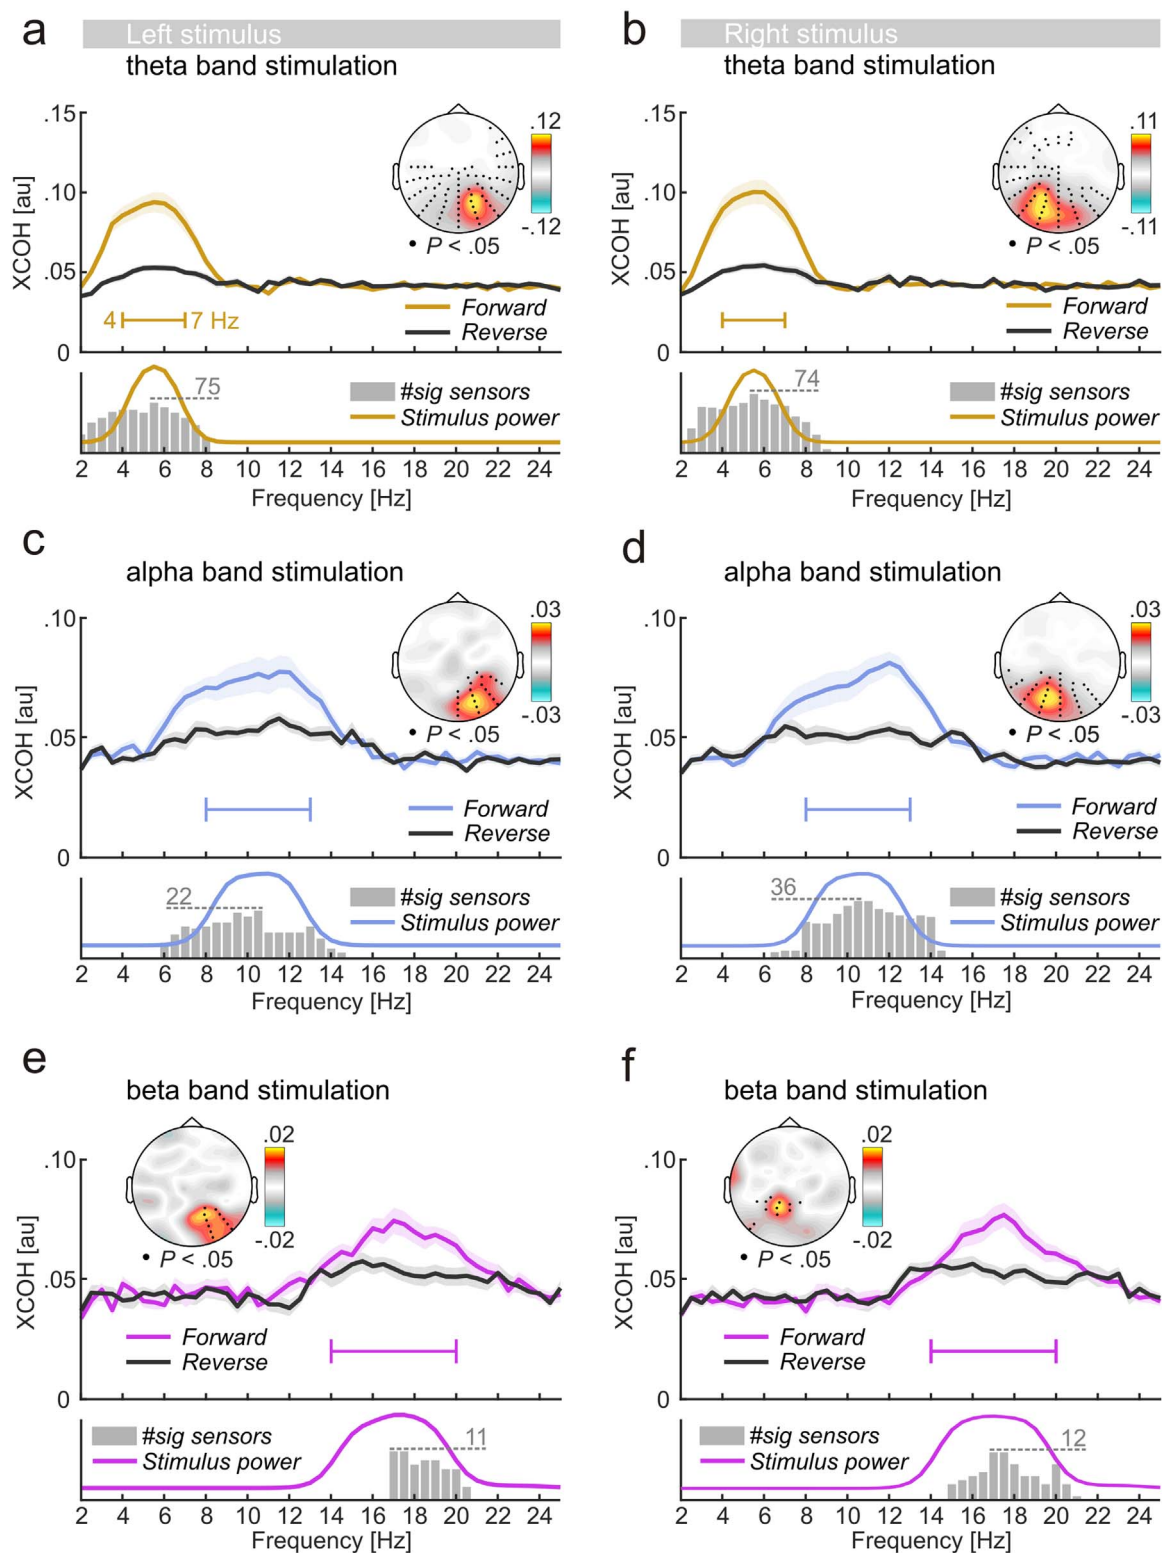 a
Left stimulus
theta band stimulation
.15
.10
.05
0
XCOH [au]
.12
-.12
• P < .05
Forward
Reverse
4 7 Hz
75
#sig sensors
Stimulus power
2 4 6 8 10 12 14 16 18 20 22 24
Frequency [Hz]
b
Right stimulus
theta band stimulation
.15
.10
.05
0
XCOH [au]
.11
-.11
• P < .05
Forward
Reverse
74
#sig sensors
Stimulus power
2 4 6 8 10 12 14 16 18 20 22 24
Frequency [Hz]
c
alpha band stimulation
.10
.05
0
XCOH [au]
.03
-.03
• P < .05
Forward
Reverse
22
#sig sensors
Stimulus power
2 4 6 8 10 12 14 16 18 20 22 24
Frequency [Hz]
d
alpha band stimulation
.10
.05
0
XCOH [au]
.03
-.03
• P < .05
Forward
Reverse
36
#sig sensors
Stimulus power
2 4 6 8 10 12 14 16 18 20 22 24
Frequency [Hz]
e
beta band stimulation
.10
.05
0
XCOH [au]
.02
-.02
• P < .05
Forward
Reverse
#sig sensors
Stimulus power
11
2 4 6 8 10 12 14 16 18 20 22 24
Frequency [Hz]
f
beta band stimulation
.10
.05
0
XCOH [au]
.02
-.02
• P < .05
Forward
Reverse
#sig sensors
Stimulus power
12
2 4 6 8 10 12 14 16 18 20 22 24
Frequency [Hz]